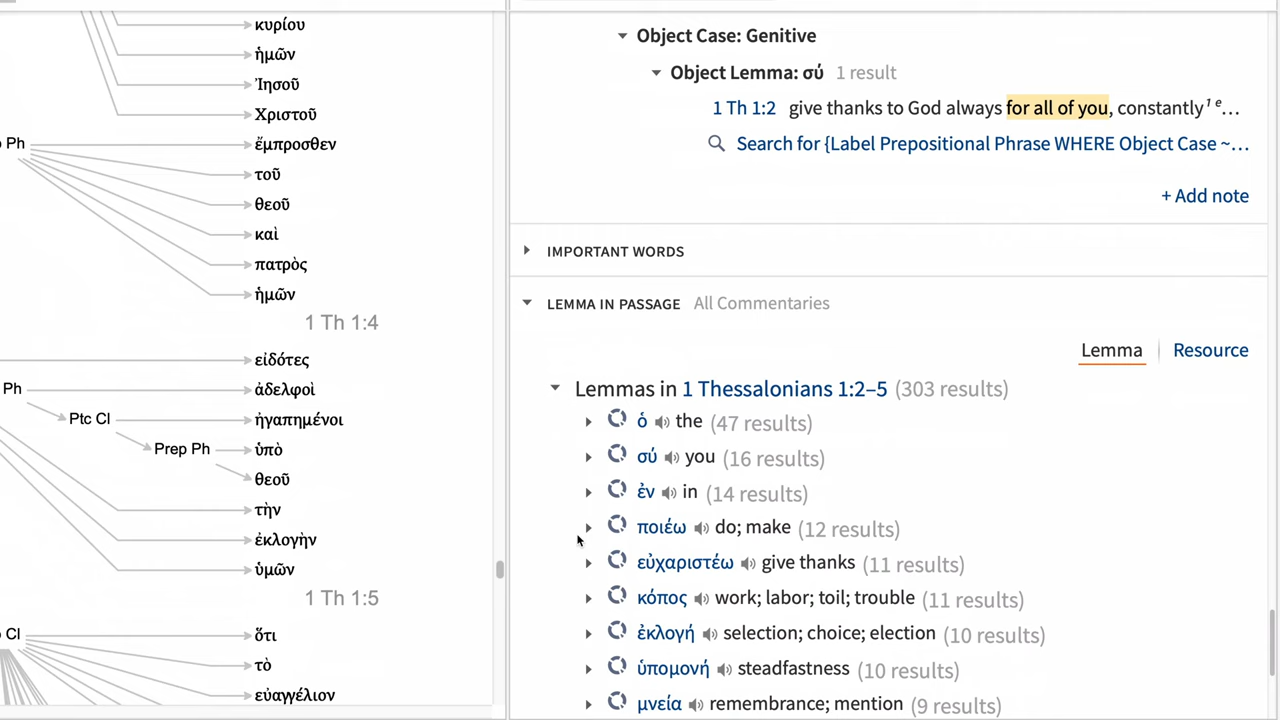 κυρίου
ἡμῶν
Ἰησοῦ
Χριστοῦ
Ph ἔμπροσθεν
τοῦ
θεοῦ
καὶ
πατρὸς
ἡμῶν
1 Th 1:4
εἰδότες
Ph ἀδελφοὶ
Ptc Cl ἠγαπημένοι
Prep Ph ὑπὸ
θεοῦ
τὴν
ἐκλογὴν
ὑμῶν
1 Th 1:5
Cl ὅτι
τὸ
εὐαγγέλιον
Object Case: Genitive
Object Lemma: σύ 1 result
1 Th 1:2 give thanks to God always for all of you, constantly¹ ᵉ…
Search for {Label Prepositional Phrase WHERE Object Case ~…
+ Add note
IMPORTANT WORDS
LEMMA IN PASSAGE All Commentaries
Lemma Resource
Lemmas in 1 Thessalonians 1:2–5 (303 results)
ὁ the (47 results)
σύ you (16 results)
ἐν in (14 results)
ποιέω do; make (12 results)
εὐχαριστέω give thanks (11 results)
κόπος work; labor; toil; trouble (11 results)
ἐκλογή selection; choice; election (10 results)
ὑπομονή steadfastness (10 results)
μνεία remembrance; mention (9 results)